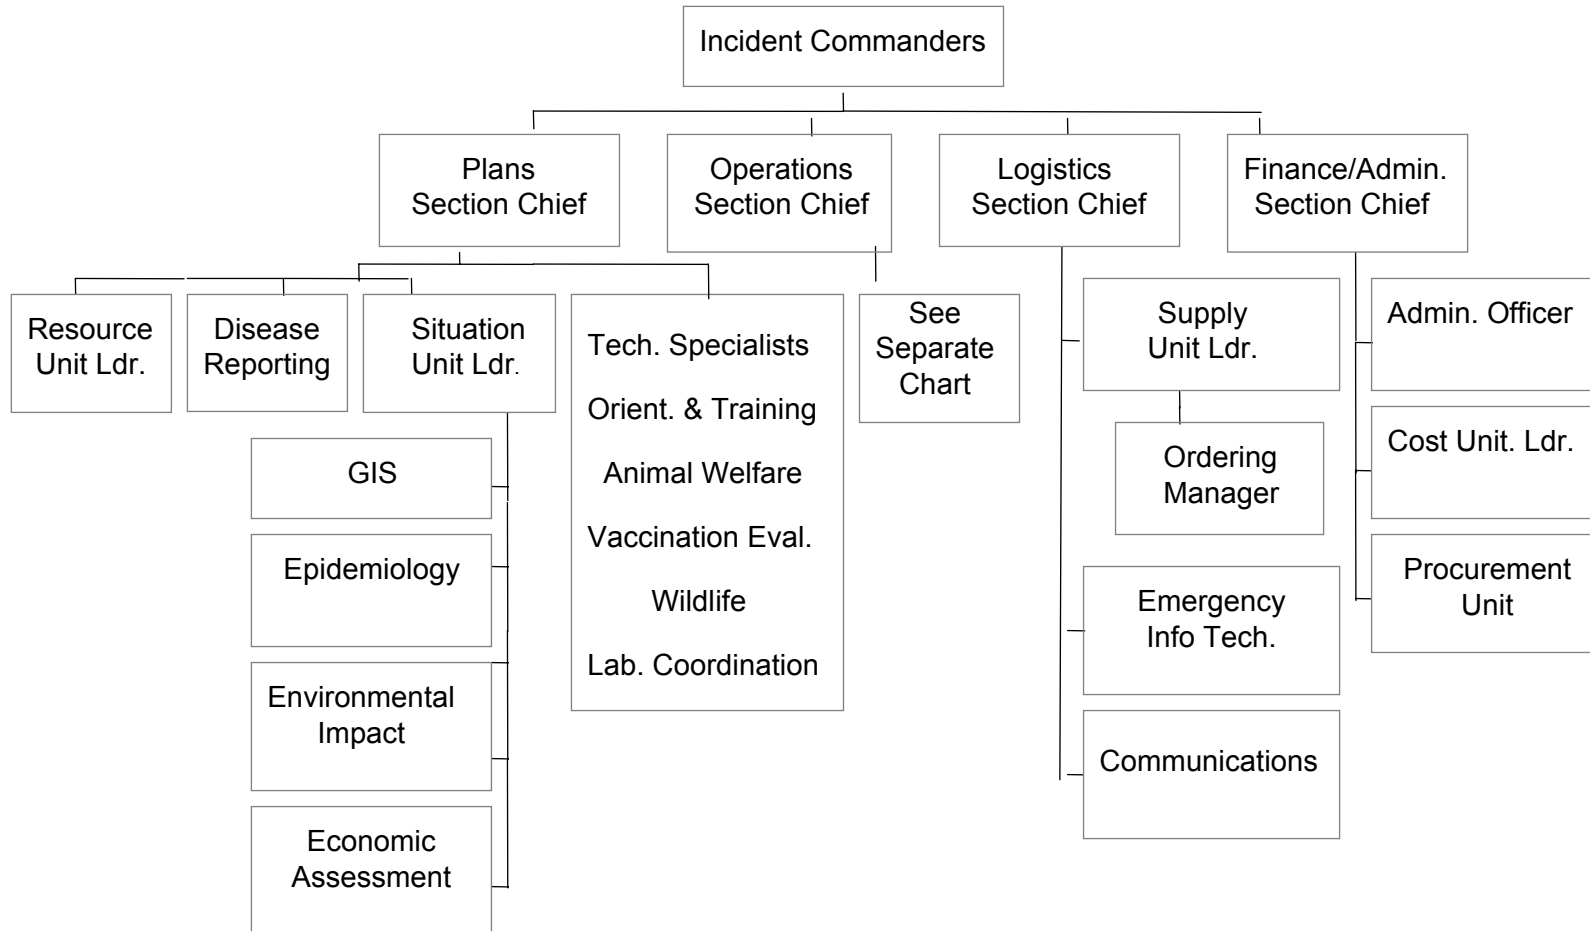 Incident Commanders
Plans
Section Chief
Operations
Section Chief
Logistics
Section Chief
Finance/Admin.
Section Chief
Resource
Unit Ldr.
Disease
Reporting
Situation
Unit Ldr.
Tech. Specialists
Orient. & Training
Animal Welfare
Vaccination Eval.
Wildlife
Lab. Coordination
See
Separate
Chart
Supply
Unit Ldr.
Admin. Officer
GIS
Epidemiology
Environmental
Impact
Economic
Assessment
Ordering
Manager
Emergency
Info Tech.
Communications
Cost Unit. Ldr.
Procurement
Unit